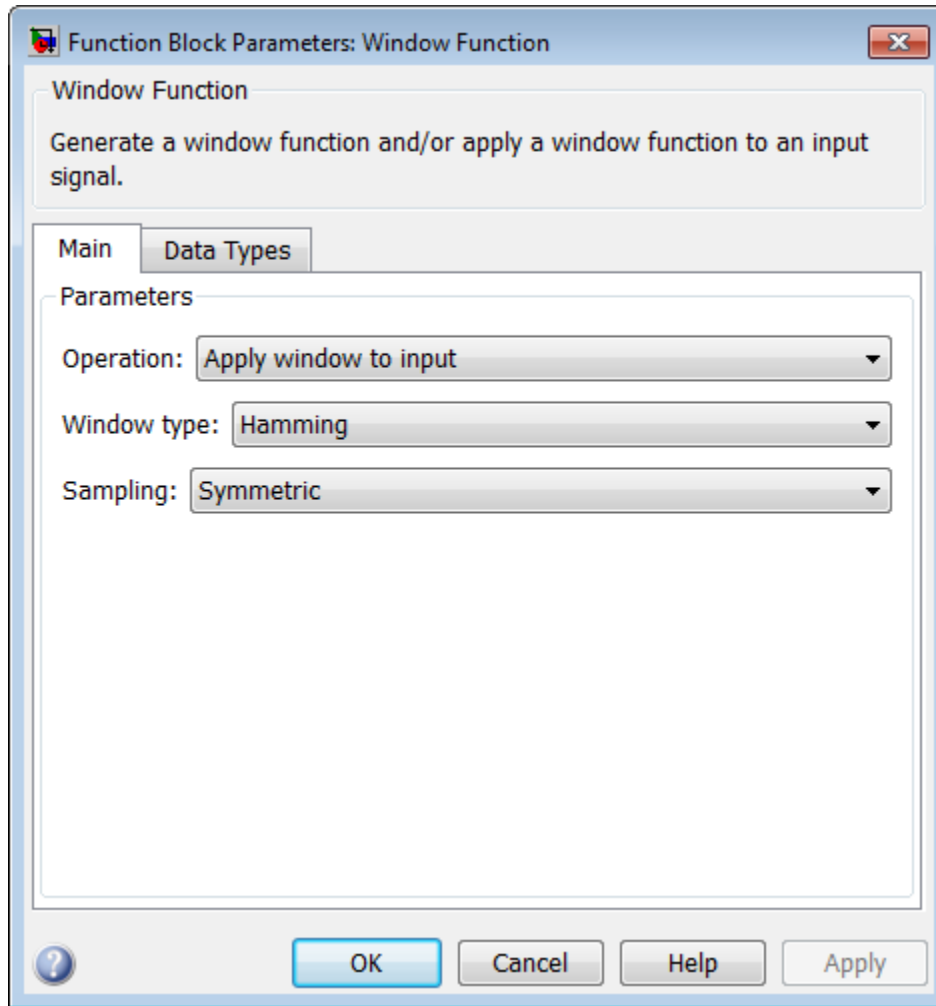 Function Block Parameters: Window Function
Window Function
Generate a window function and/or apply a window function to an input
signal.
Main Data Types
Parameters
Operation: Apply window to input
Window type: Hamming
Sampling: Symmetric
? OK Cancel Help Apply